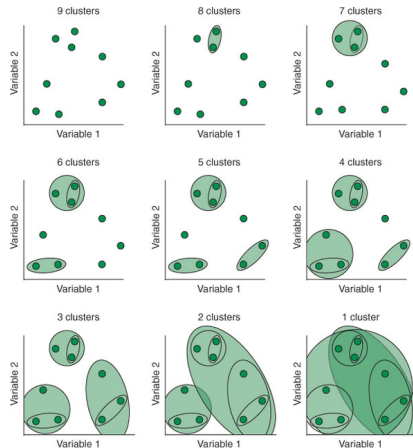 9 clusters
8 clusters
7 clusters
Variable 2
Variable 2
Variable 2
Variable 1
Variable 1
Variable 1
6 clusters
5 clusters
4 clusters
Variable 2
Variable 2
Variable 2
Variable 1
Variable 1
Variable 1
3 clusters
2 clusters
1 cluster
Variable 2
Variable 2
Variable 2
Variable 1
Variable 1
Variable 1